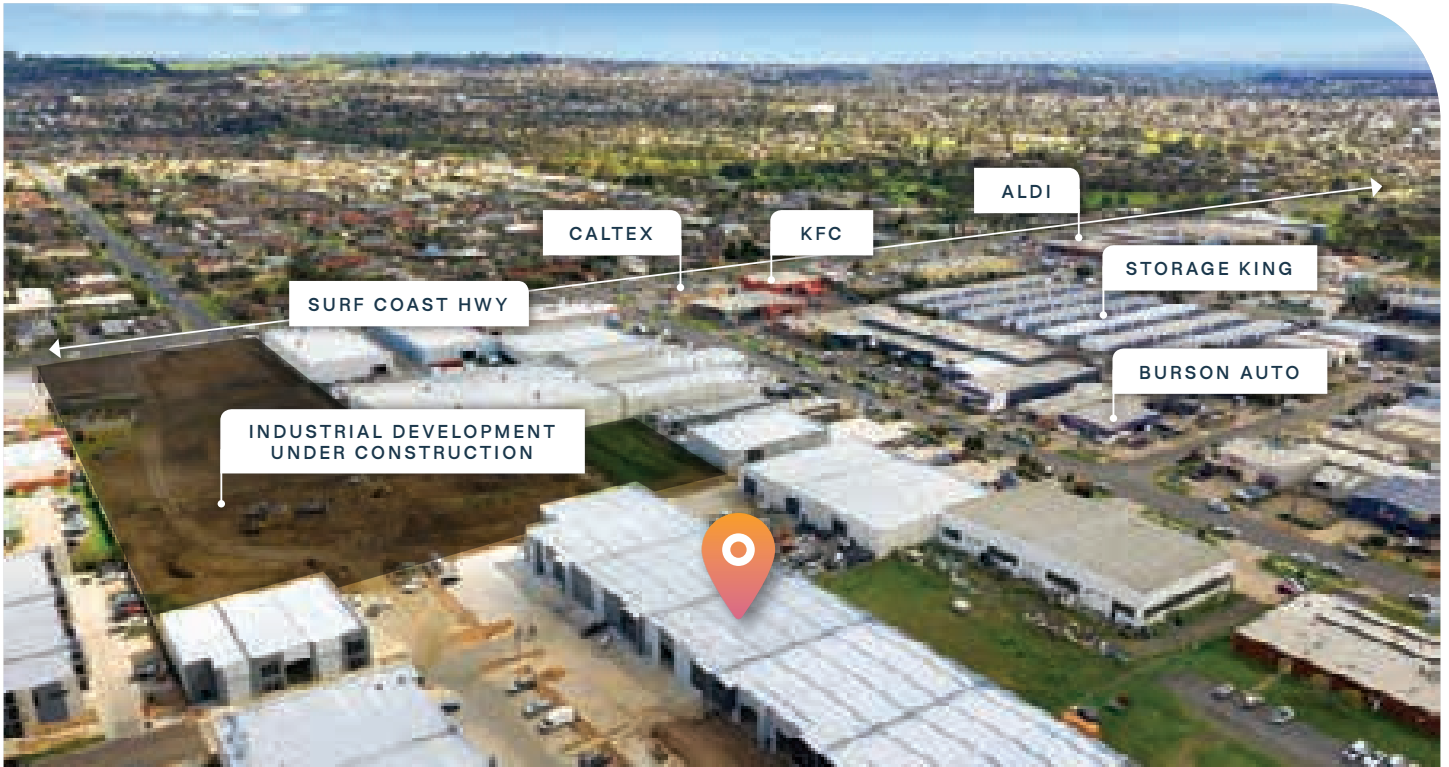 ALDI
CALTEX
KFC
STORAGE KING
SURF COAST HWY
BURSON AUTO
INDUSTRIAL DEVELOPMENT
UNDER CONSTRUCTION